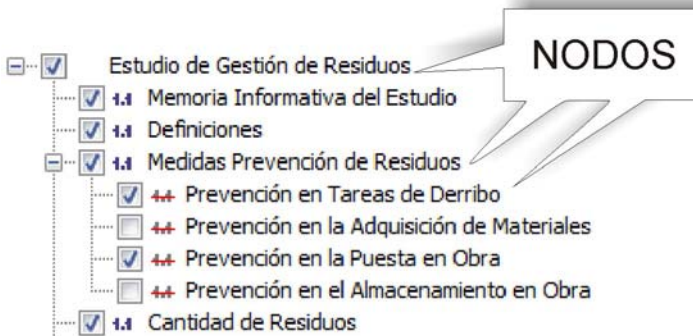 NODOS
Estudio de Gestión de Residuos
1.1 Memoria Informativa del Estudio
1.1 Definiciones
1.1 Medidas Prevención de Residuos
1.1 Prevención en Tareas de Derribo
1.1 Prevención en la Adquisición de Materiales
1.1 Prevención en la Puesta en Obra
1.1 Prevención en el Almacenamiento en Obra
1.1 Cantidad de Residuos